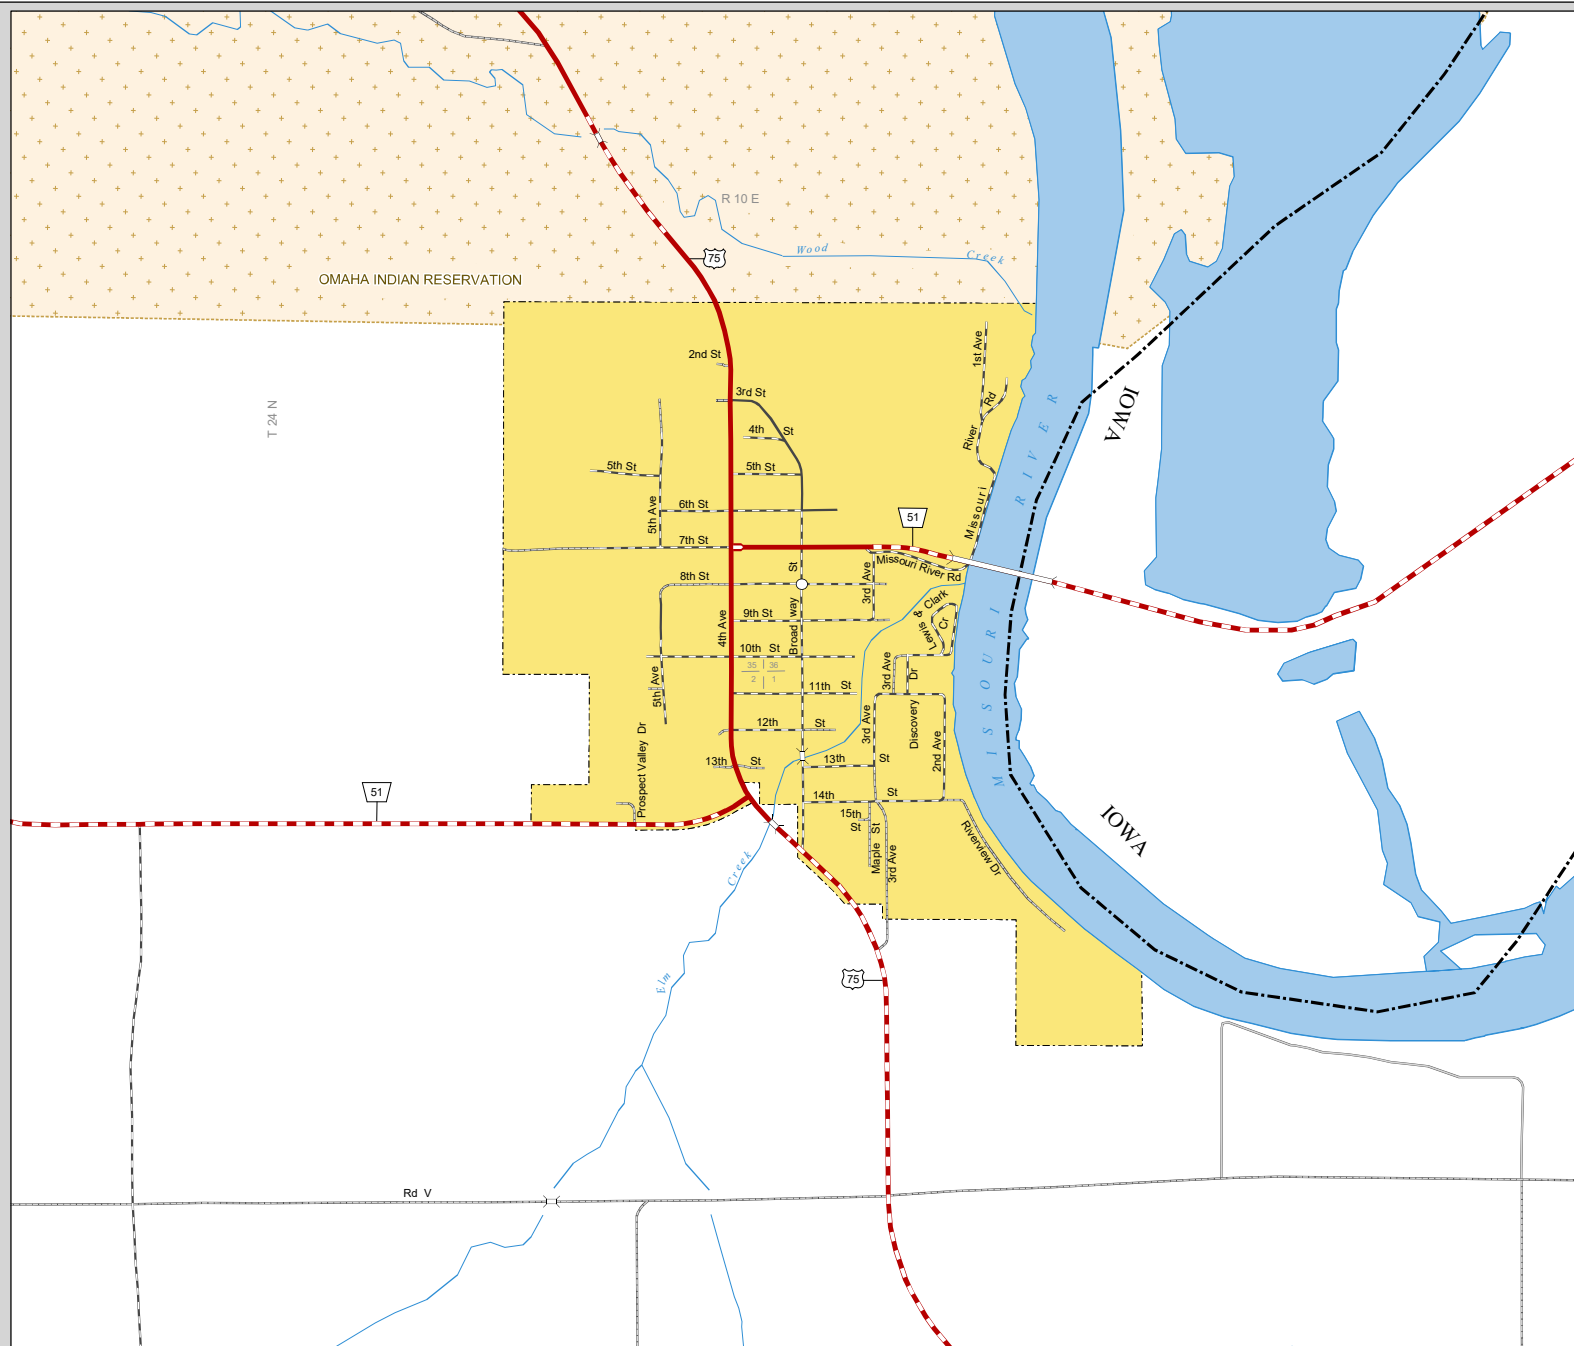 R 10 E
Wood Creek
75
OMAHA INDIAN RESERVATION
T 24 N
2nd St
1st Ave
3rd St
Missouri River Rd
4th St
5th St
5th St
5th Ave
6th St
51
7th St
Missouri River Rd
8th St
3rd Ave
Lewis & Clark Cr
4th Ave
9th St
Broad way St
10th St
35 36
2 1
5th Ave
3rd Ave
Discovery Dr
11th St
12th St
3rd Ave
2nd Ave
Prospect Valley Dr
13th St
13th St
14th St
15th St
Maple St
3rd Ave
Riverview Dr
51
MISSOURI RIVER
IOWA
IOWA
Elm Creek
75
Rd V